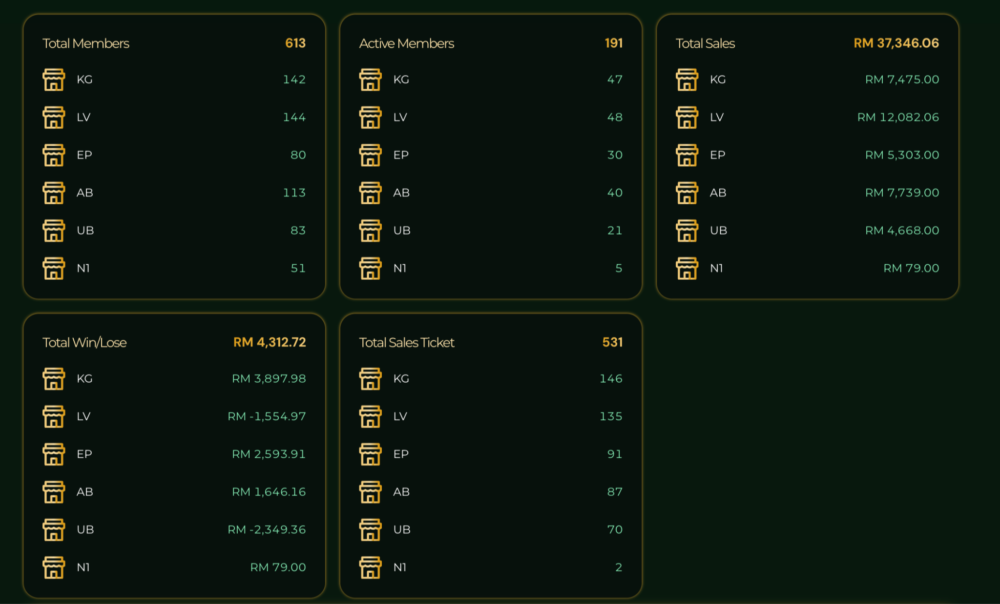 Total Members 613
KG 142
LV 144
EP 80
AB 113
UB 83
N1 51
Active Members 191
KG 47
LV 48
EP 30
AB 40
UB 21
N1 5
Total Sales RM 37,346.06
KG RM 7,475.00
LV RM 12,082.06
EP RM 5,303.00
AB RM 7,739.00
UB RM 4,668.00
N1 RM 79.00
Total Win/Lose RM 4,312.72
KG RM 3,897.98
LV RM -1,554.97
EP RM 2,593.91
AB RM 1,646.16
UB RM -2,349.36
N1 RM 79.00
Total Sales Ticket 531
KG 146
LV 135
EP 91
AB 87
UB 70
N1 2